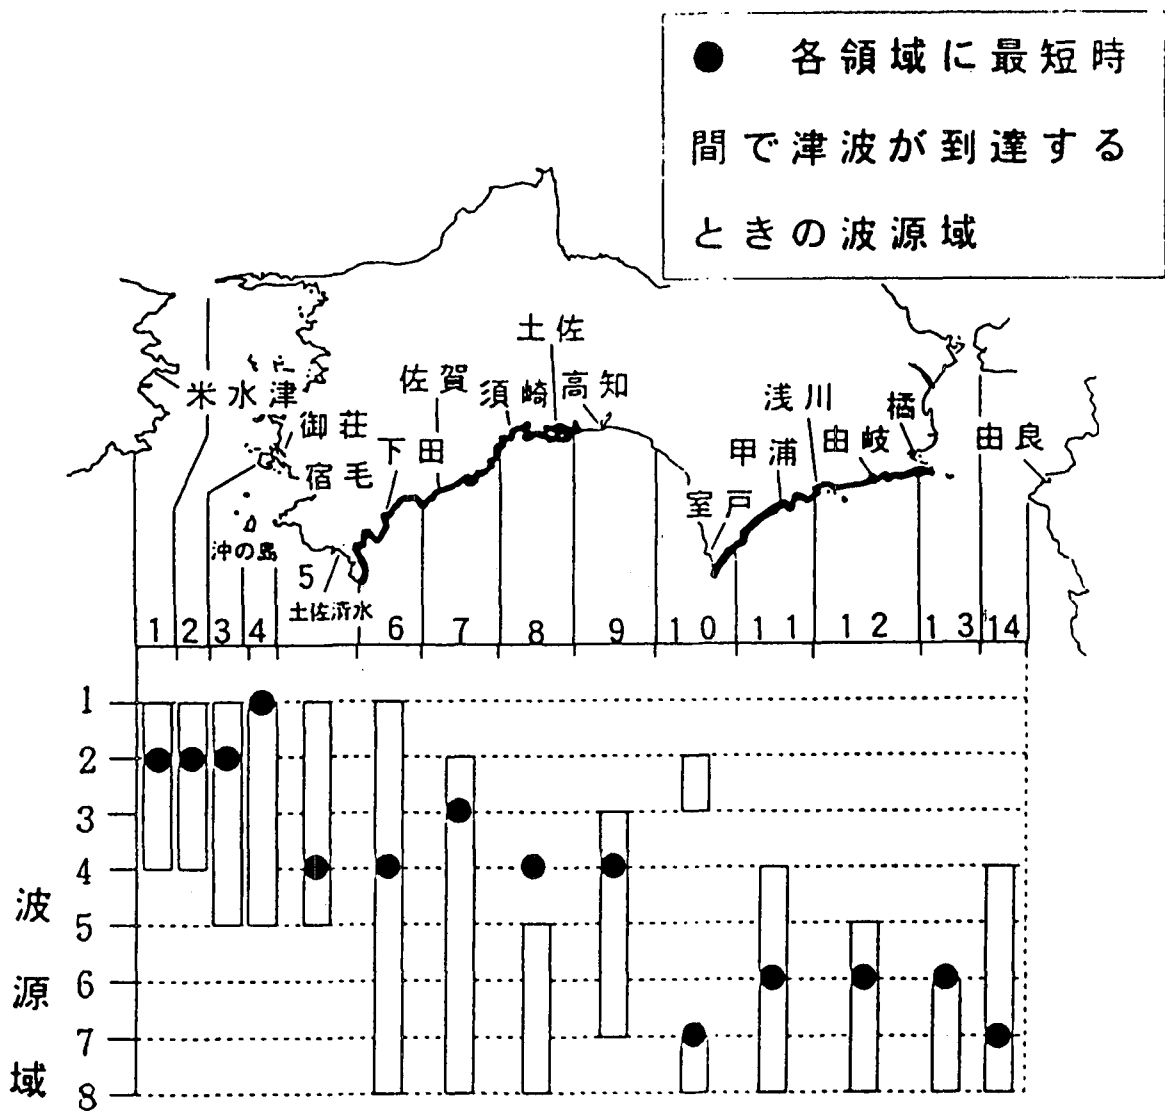 ● 各領域に最短時
間で津波が到達する
ときの波源域
土佐
佐賀
須崎
高知
米水津
御荘
下田
宿毛
浅川
橘
甲浦
由岐
由良
室戸
沖の島
5
土佐清水
1 2 3 4 6 7 8 9 10 11 12 13 14
1
2
3
4
5
6
7
8
波源域